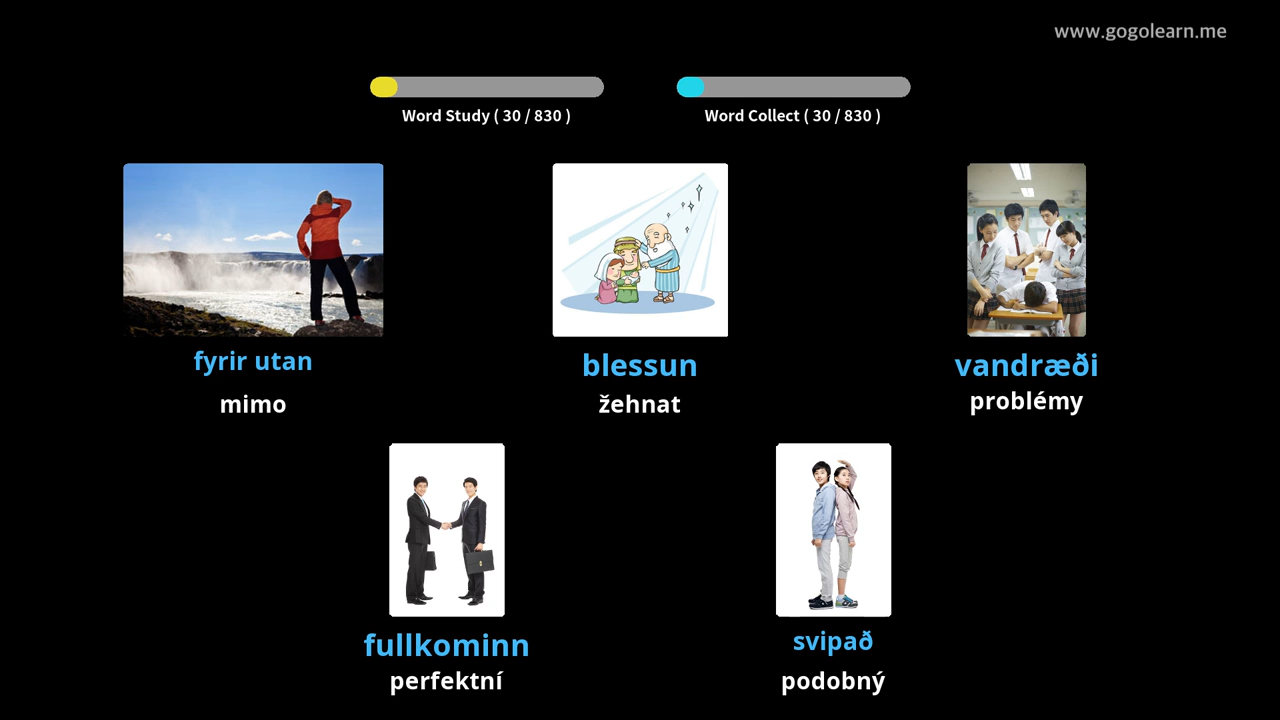 www.gogolearn.me
Word Study ( 30 / 830 )
Word Collect ( 30 / 830 )
fyrir utan
mimo
blessun
žehnat
vandræði
problémy
fullkominn
perfektní
svipað
podobný